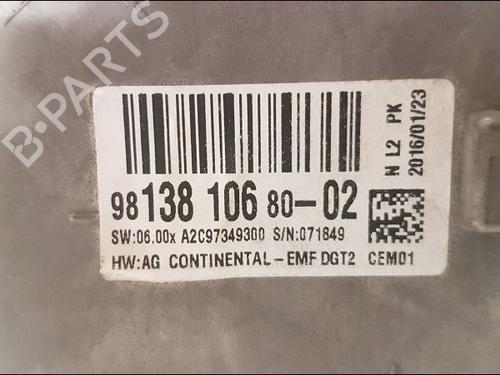 B-PARTS
98 138 106 80-02
SW:06.00x A2C97349300 S/N:071849
HW:AG CONTINENTAL-EMF DGT2 CEM01
N L2 PK
2016/01/23